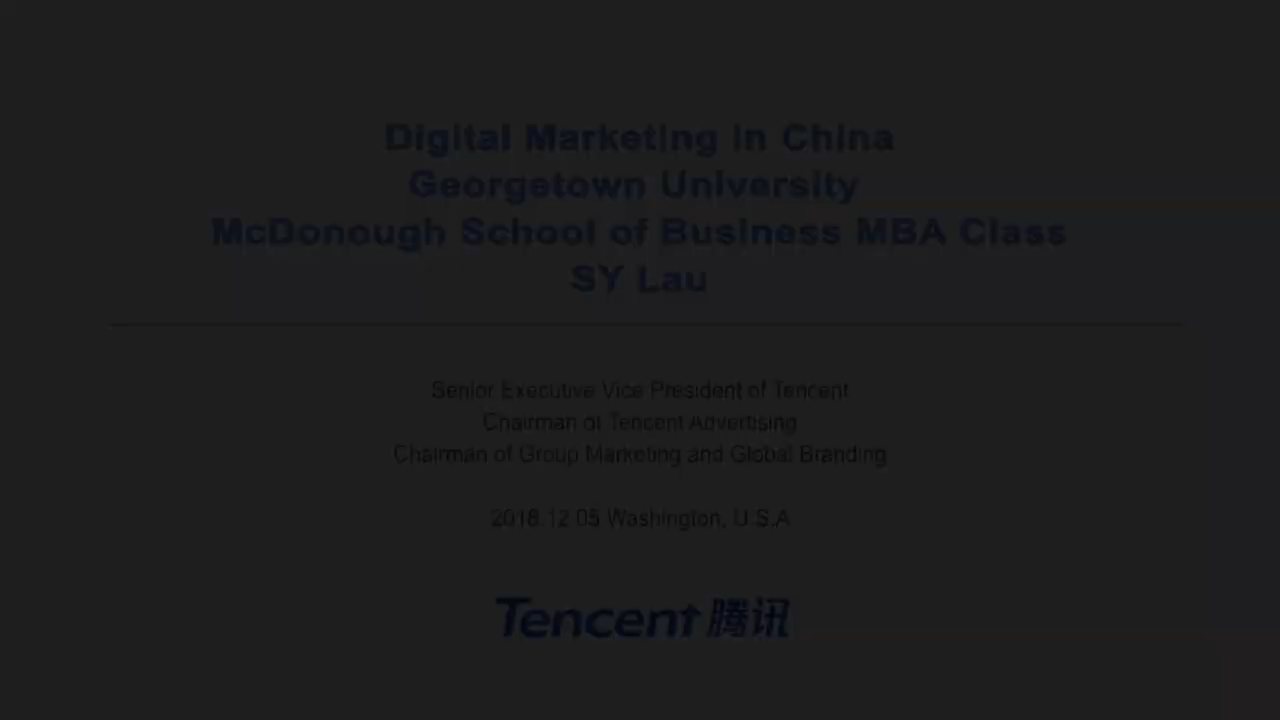 Digital Marketing in China
Georgetown University
McDonough School of Business MBA Class
SY Lau
Senior Executive Vice President of Tencent
Chairman of Tencent Advertising
Chairman of Group Marketing and Global Branding
2018.12.05 Washington, U.S.A
Tencent 腾讯